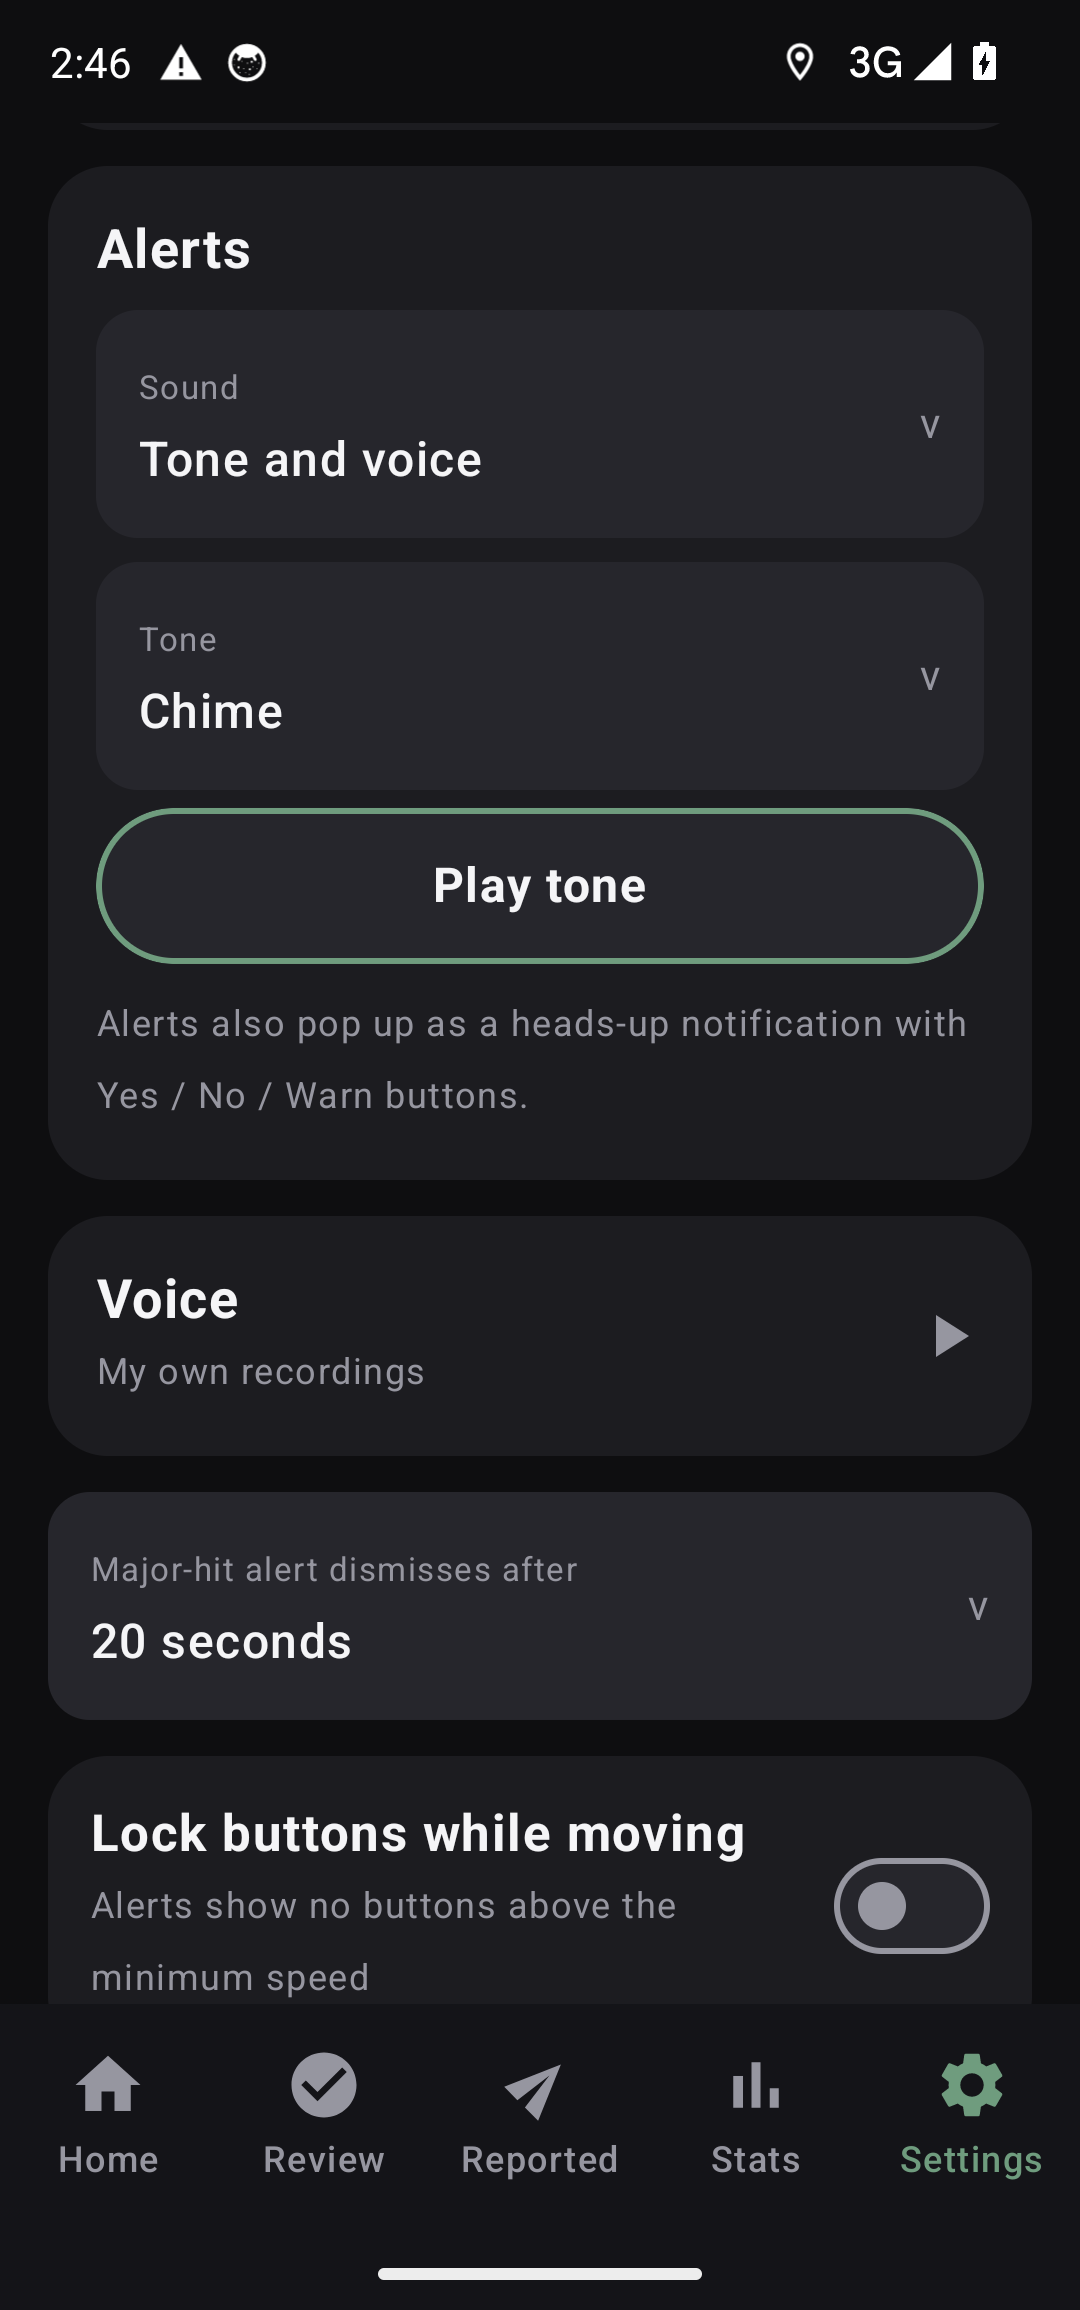 2:46
3G
Alerts
Sound
Tone and voice
v
Tone
Chime
v
Play tone
Alerts also pop up as a heads-up notification with
Yes / No / Warn buttons.
Voice
My own recordings
Major-hit alert dismisses after
20 seconds
v
Lock buttons while moving
Alerts show no buttons above the
minimum speed
Home
Review
Reported
Stats
Settings